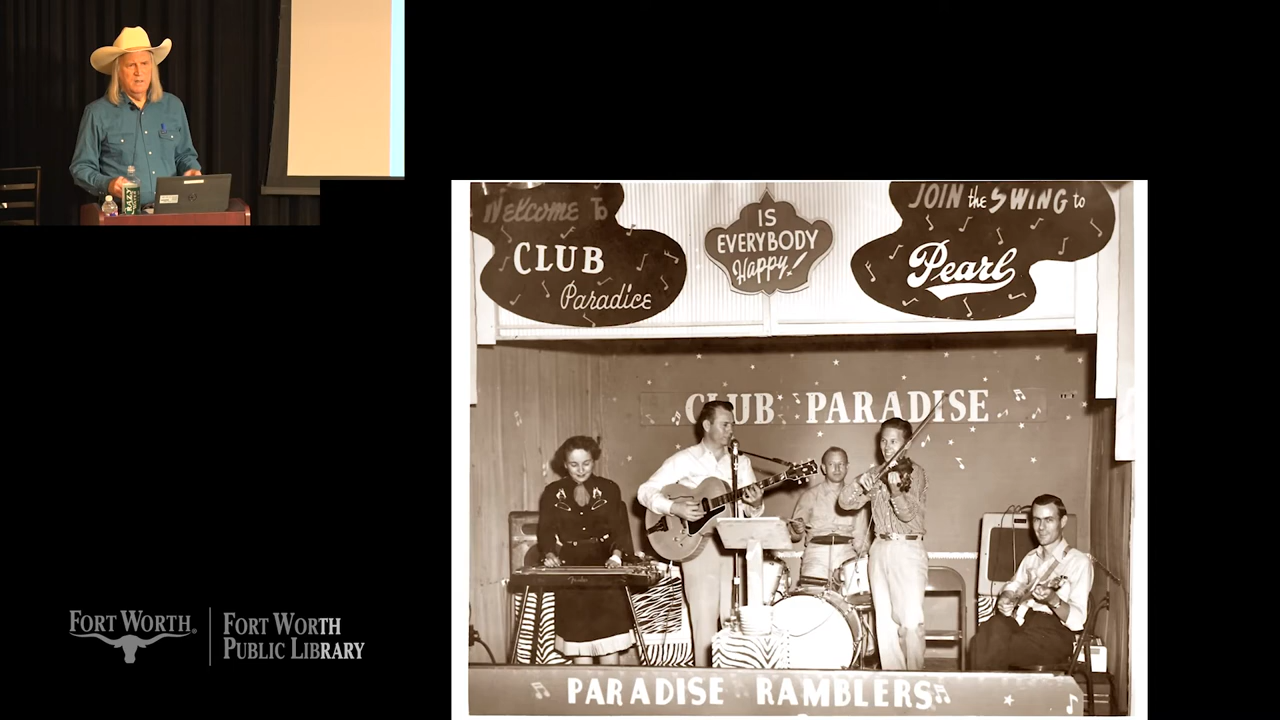 Welcome To
CLUB
Paradice
IS
EVERYBODY
Happy!
JOIN the SWING to
Pearl
CLUB PARADISE
Fender
PARADISE RAMBLERS
FORT WORTH®
FORT WORTH
PUBLIC LIBRARY